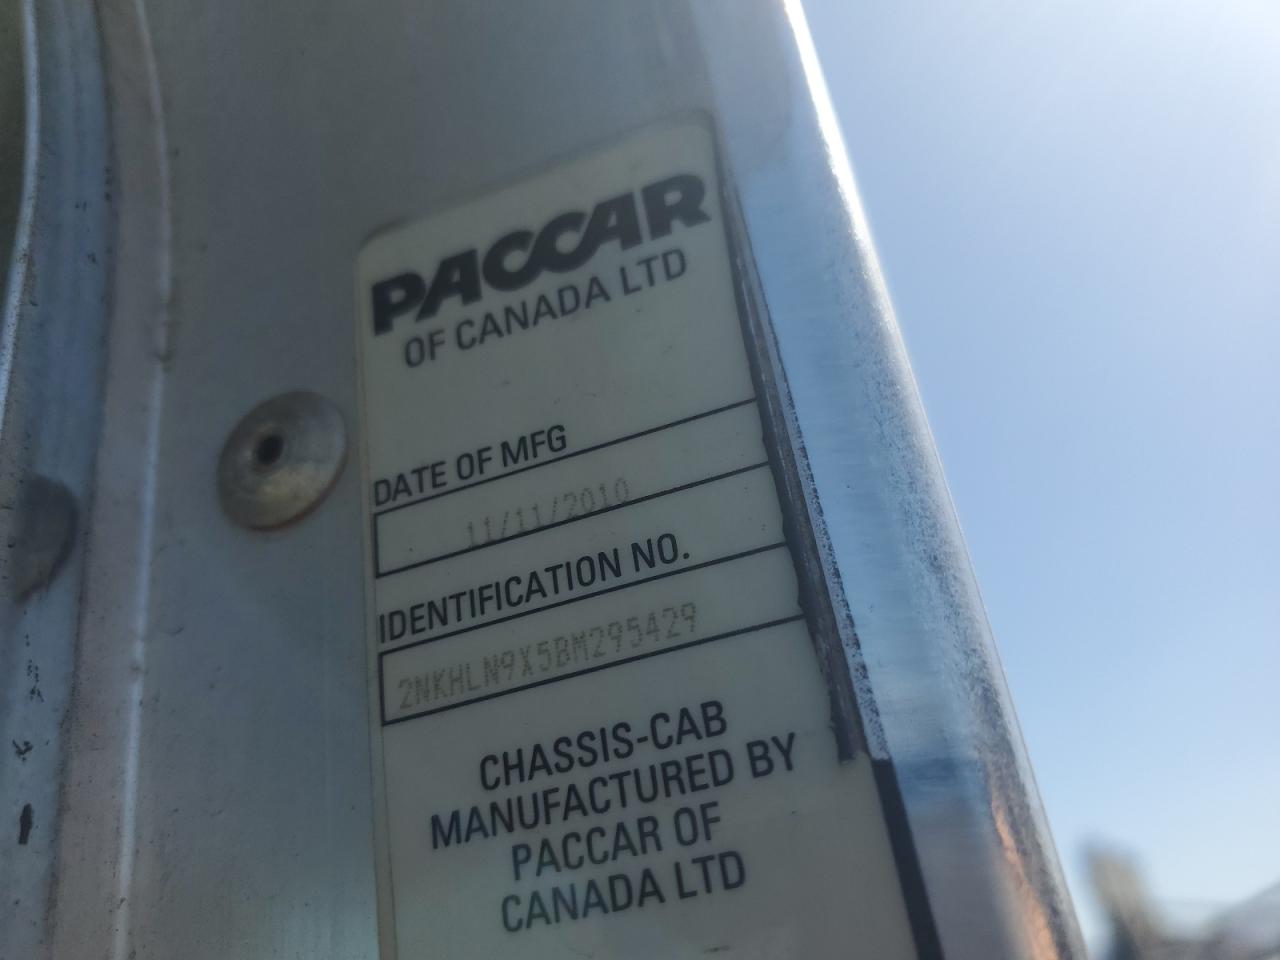 PACCAR
OF CANADA LTD
DATE OF MFG
11/11/2010
IDENTIFICATION NO.
2NKHLN9X5BM295429
CHASSIS-CAB
MANUFACTURED BY
PACCAR OF
CANADA LTD